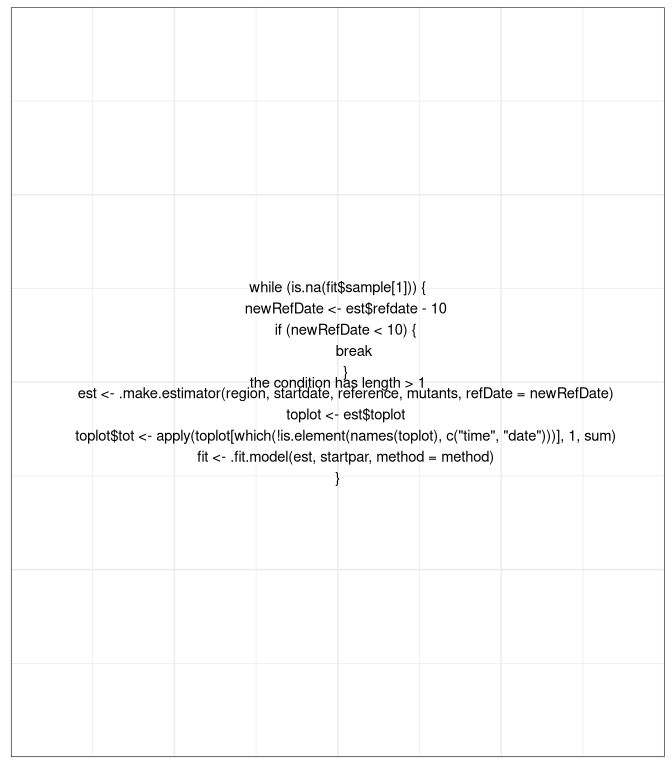 while (is.na(fit$sample[1])) {
newRefDate <- est$refdate - 10
if (newRefDate < 10) {
break
}
the condition has length > 1
est <- .make.estimator(region, startdate, reference, mutants, refDate = newRefDate)
toplot <- est$toplot
toplot$tot <- apply(toplot[which(!is.element(names(toplot), c("time", "date")))], 1, sum)
fit <- .fit.model(est, startpar, method = method)
}